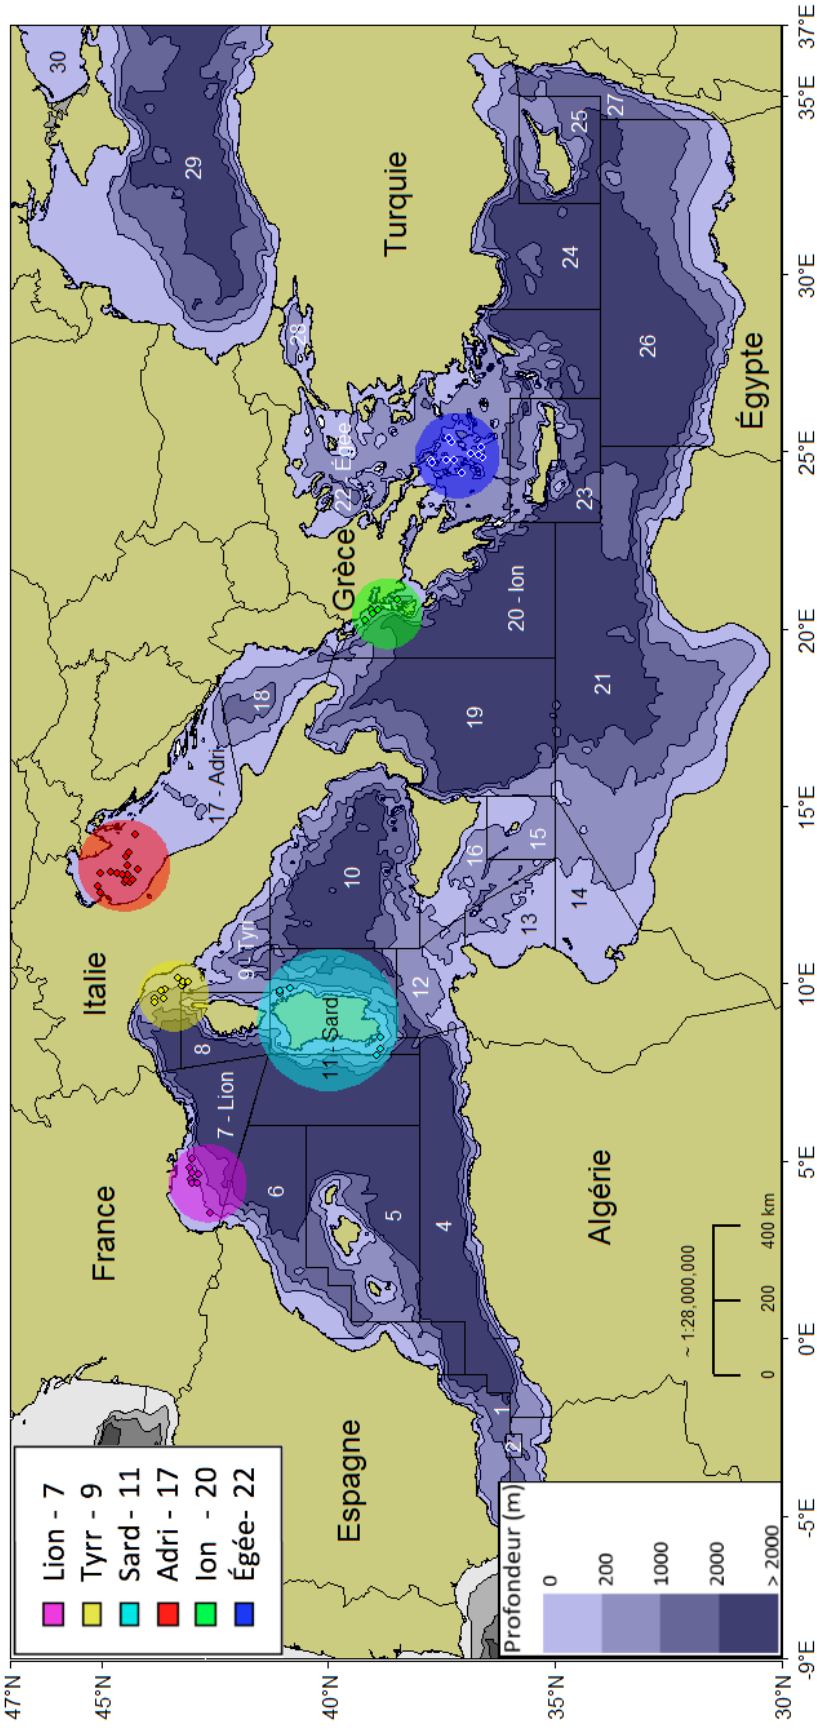 Lion - 7
Tyrr - 9
Sard - 11
Adri - 17
Ion - 20
Égée- 22
Profondeur (m)
0
200
1000
2000
> 2000
~ 1:28,000,000
0 200 400 km
France
Italie
Espagne
Algérie
Grèce
Turquie
Égypte
1
2
4
5
6
7 - Lion
8
9 - Tyrr
10
11 - Sard
12
13
14
15
16
17 - Adri
18
19
20 - Ion
21
22
Égée
23
24
25
26
27
28
29
30
47°N
45°N
40°N
35°N
30°N
-9°E
-5°E
0°E
5°E
10°E
15°E
20°E
25°E
30°E
35°E
37°E